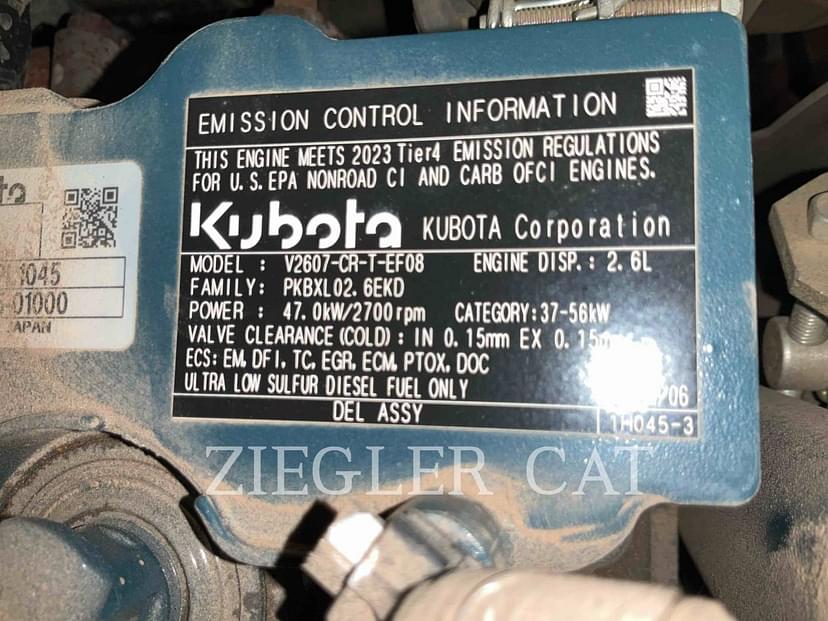 EMISSION CONTROL INFORMATION
THIS ENGINE MEETS 2023 Tier4 EMISSION REGULATIONS
FOR U.S.EPA NONROAD CI AND CARB OFCI ENGINES.
Kubota KUBOTA Corporation
MODEL : V2607-CR-T-EF08 ENGINE DISP.: 2.6L
FAMILY: PKBXL02.6EKD
POWER : 47.0kW/2700rpm CATEGORY:37-56kW
VALVE CLEARANCE(COLD): IN 0.15mm EX 0.15
ECS: EM, DFI, TC, EGR, ECM, PTOX, DOC
ULTRA LOW SULFUR DIESEL FUEL ONLY
P06
DEL ASSY
1H045-3
1045
-01000
JAPAN
ZIEGLER CAT